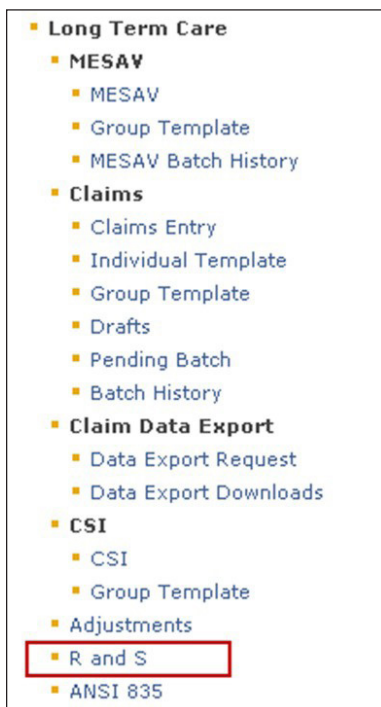 Long Term Care
MESAV
MESAV
Group Template
MESAV Batch History
Claims
Claims Entry
Individual Template
Group Template
Drafts
Pending Batch
Batch History
Claim Data Export
Data Export Request
Data Export Downloads
CSI
CSI
Group Template
Adjustments
R and S
ANSI 835